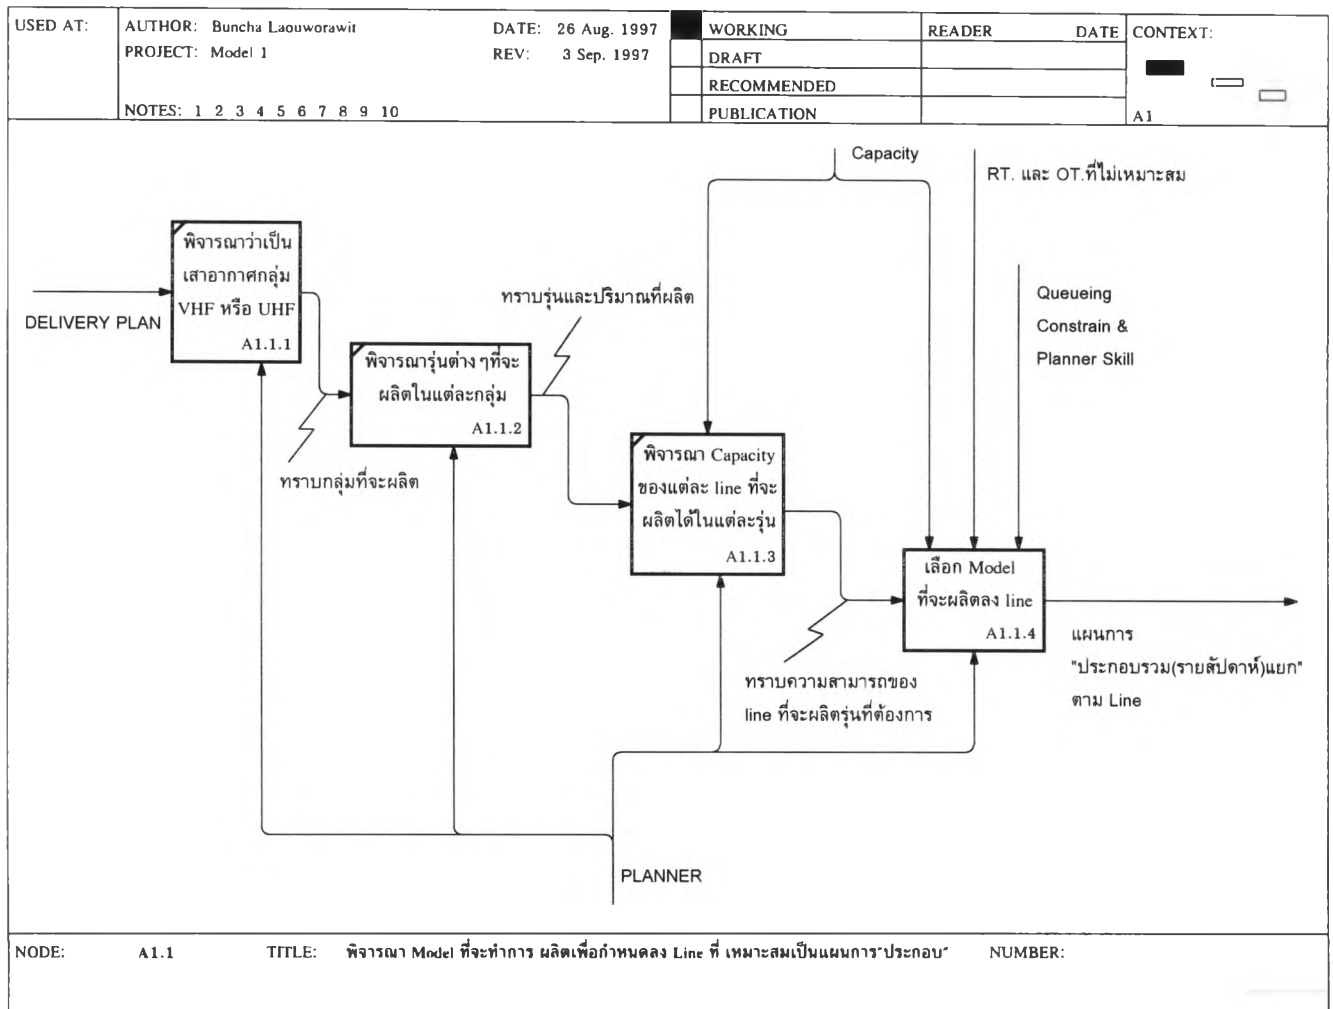 USED AT:
AUTHOR: Buncha Laouworawit
DATE: 26 Aug. 1997
PROJECT: Model 1
REV: 3 Sep. 1997
NOTES: 1 2 3 4 5 6 7 8 9 10
WORKING
DRAFT
RECOMMENDED
PUBLICATION
READER DATE
CONTEXT:
A1
Capacity
RT. และ OT.ที่ไม่เหมาะสม
Queueing
Constrain &
Planner Skill
DELIVERY PLAN
พิจารณาว่าเป็น
เสาอากาศกลุ่ม
VHF หรือ UHF
A1.1.1
ทราบกลุ่มที่จะผลิต
พิจารณารุ่นต่าง ๆที่จะ
ผลิตในแต่ละกลุ่ม
A1.1.2
ทราบรุ่นและปริมาณที่ผลิต
พิจารณา Capacity
ของแต่ละ line ที่จะ
ผลิตได้ในแต่ละรุ่น
A1.1.3
ทราบความสามารถของ
line ที่จะผลิตรุ่นที่ต้องการ
เลือก Model
ที่จะผลิตลง line
A1.1.4
แผนการ
"ประกอบรวม(รายสัปดาห์)แยก"
ตาม Line
PLANNER
NODE: A1.1
TITLE: พิจารณา Model ที่จะทำการ ผลิตเพื่อกำหนดลง Line ที่ เหมาะสมเป็นแผนการ"ประกอบ"
NUMBER: